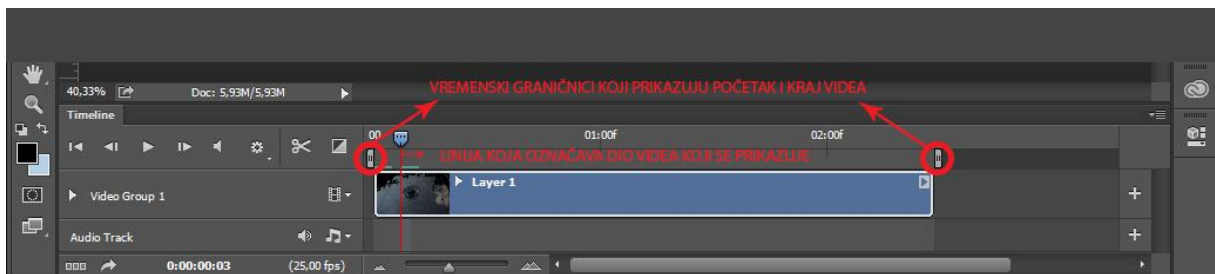 40,33%
Doc: 5,93M/5,93M
VREMENSKI GRANIČNICI KOJI PRIKAZUJU POČETAK I KRAJ VIDEA
Timeline
00
01:00f
02:00f
LINIJA KOJA OZNAČAVA DIO VIDEA KOJI SE PRIKAZUJE
Layer 1
Video Group 1
Audio Track
0:00:00:03
(25,00 fps)